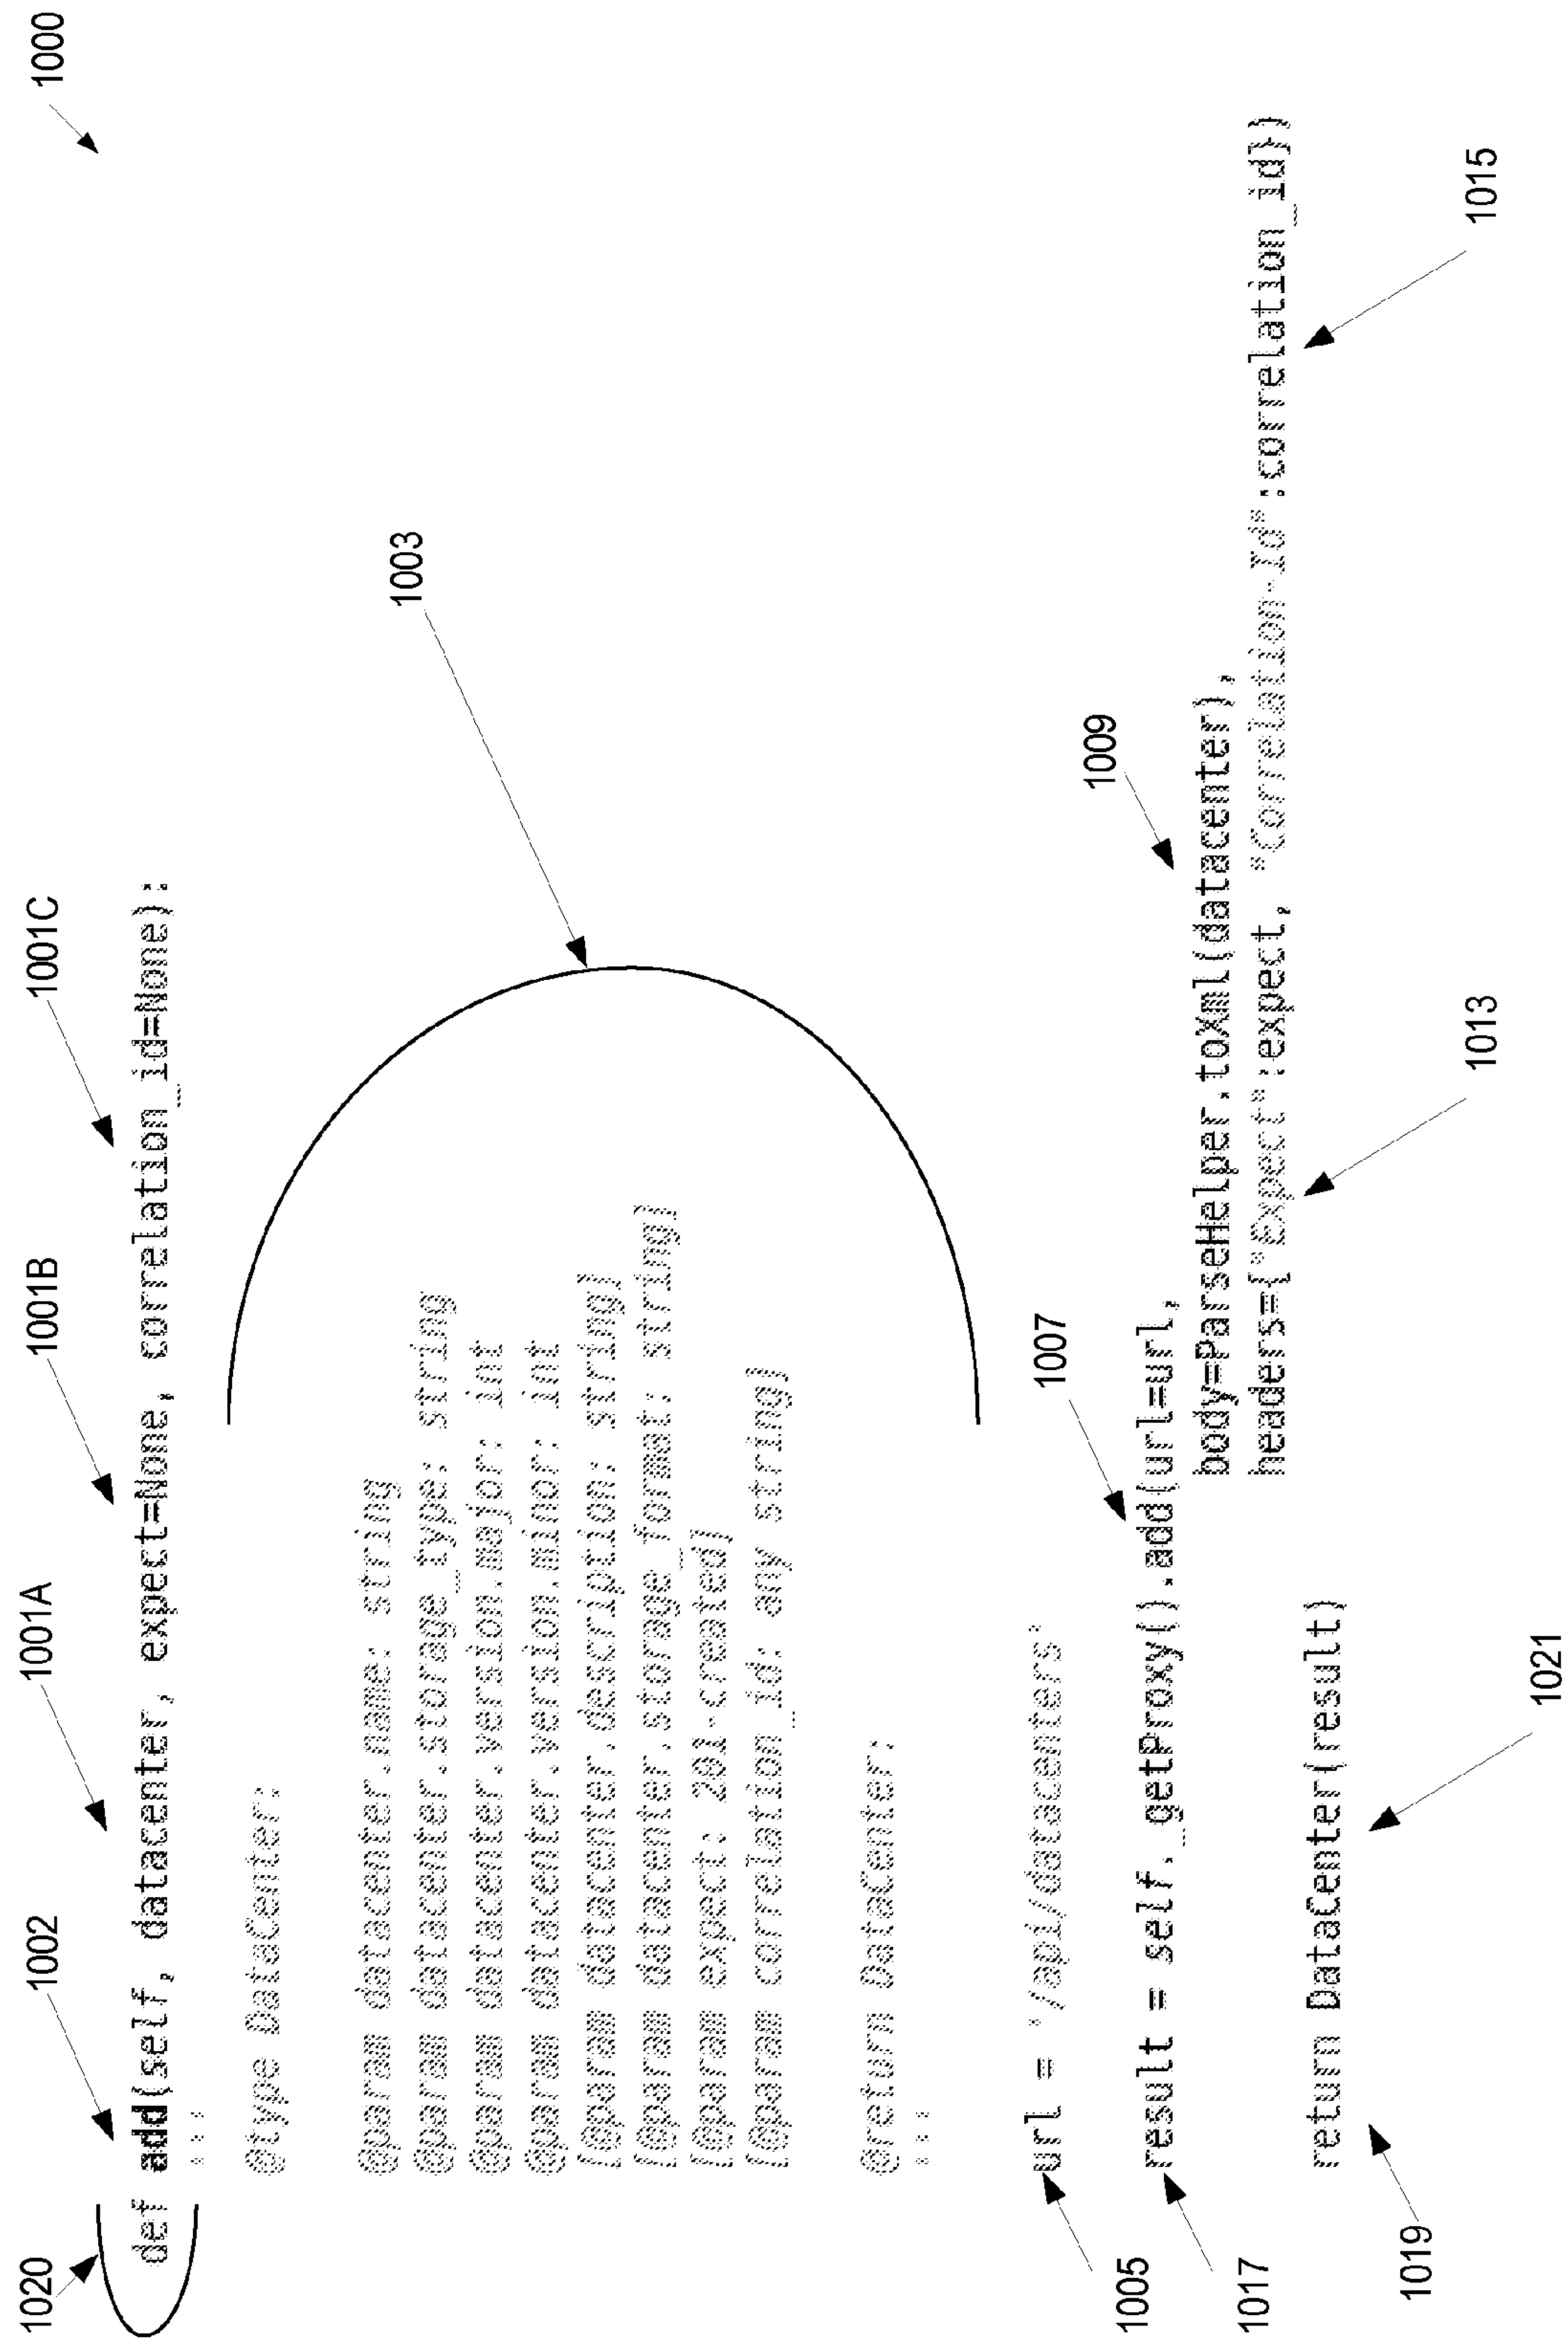 1000
1020
1002
1001A
1001B
1001C
def add(self, datacenter, expect=None, correlation_id=None):
'''
@type DataCenter:
@param datacenter.name: string
@param datacenter.storage_type: string
@param datacenter.version.major: int
@param datacenter.version.minor: int
[@param datacenter.description: string]
[@param datacenter.storage_format: string]
[@param expect: 201-created]
[@param correlation_id: any string]
@return DataCenter:
'''
1003
url = '/api/datacenters'
1005
1007
1009
result = self._getProxy().add(url=url,
body=ParseHelper.toXml(datacenter),
headers={"Expect":expect, "Correlation-Id":correlation_id})
1017
1013
1015
return DataCenter(result)
1019
1021